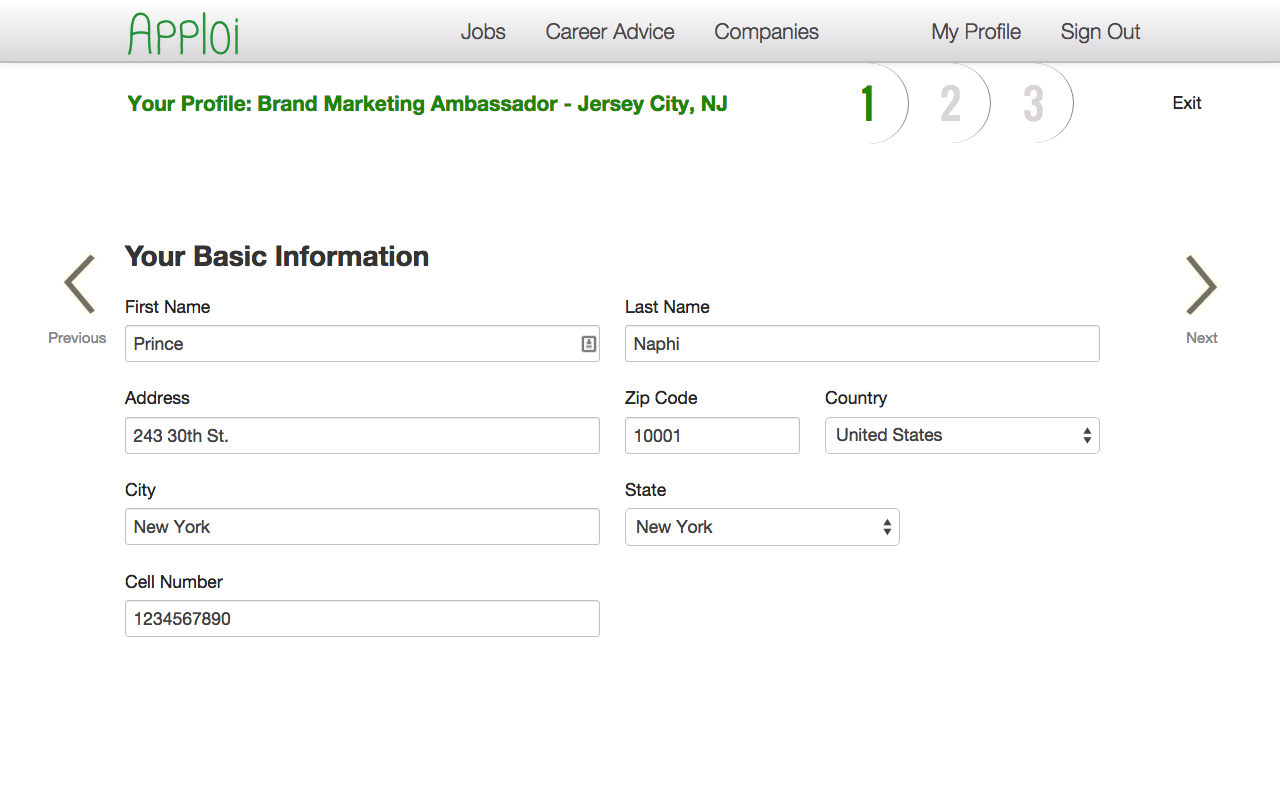 Apploi Jobs Career Advice Companies My Profile Sign Out
Your Profile: Brand Marketing Ambassador - Jersey City, NJ 1 2 3 Exit
Your Basic Information
Previous
Next
First Name Last Name
Prince Naphi
Address Zip Code Country
243 30th St. 10001 United States
City State
New York New York
Cell Number
1234567890